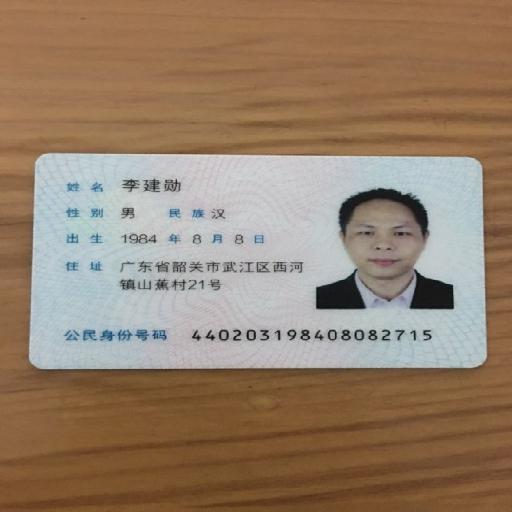 姓名 李建勋
性别 男 民族 汉
出生 1984 年 8 月 8 日
住址 广东省韶关市武江区西河
镇山蕉村21号
公民身份号码 440203198408082715